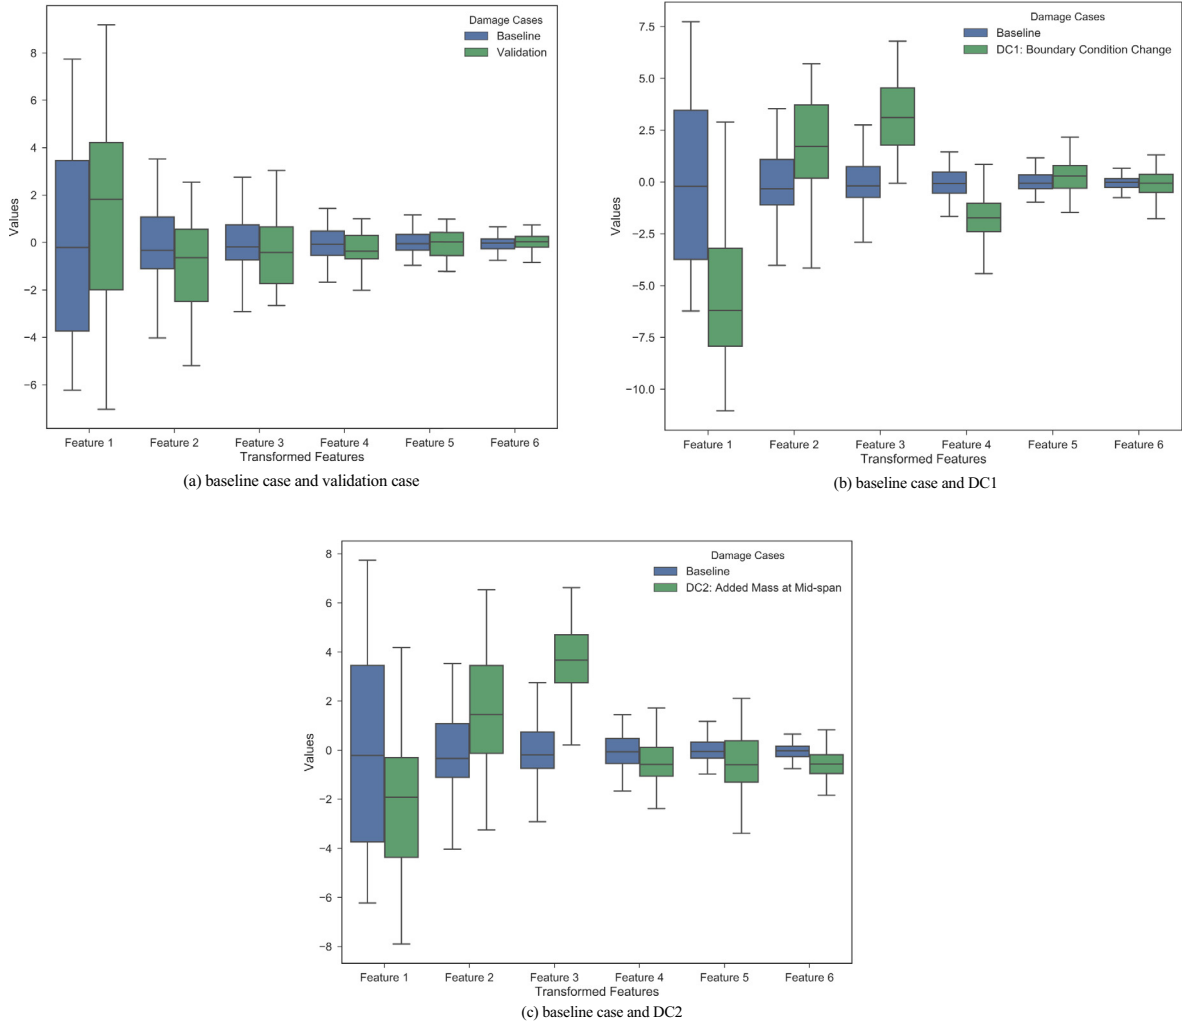 Damage Cases
Baseline
Validation
8
6
4
2
0
−2
−4
−6
Values
Feature 1 Feature 2 Feature 3 Feature 4 Feature 5 Feature 6
Transformed Features
(a) baseline case and validation case
Damage Cases
Baseline
DC1: Boundary Condition Change
7.5
5.0
2.5
0.0
−2.5
−5.0
−7.5
−10.0
Values
Feature 1 Feature 2 Feature 3 Feature 4 Feature 5 Feature 6
Transformed Features
(b) baseline case and DC1
Damage Cases
Baseline
DC2: Added Mass at Mid-span
8
6
4
2
0
−2
−4
−6
−8
Values
Feature 1 Feature 2 Feature 3 Feature 4 Feature 5 Feature 6
Transformed Features
(c) baseline case and DC2